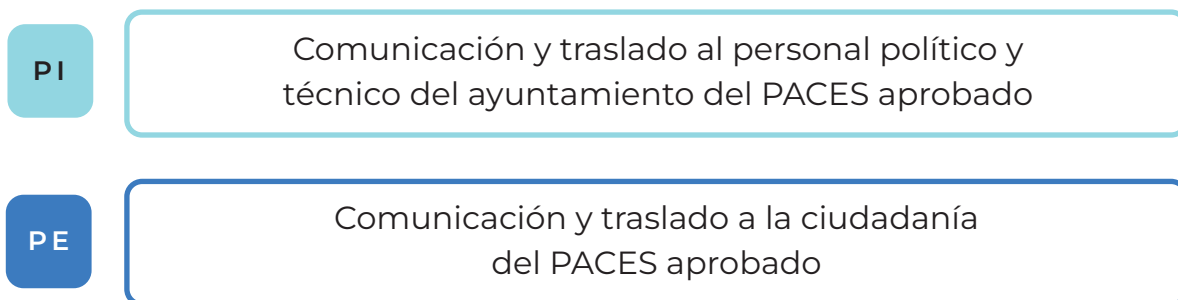 PI
Comunicación y traslado al personal político y
técnico del ayuntamiento del PACES aprobado
PE
Comunicación y traslado a la ciudadanía
del PACES aprobado